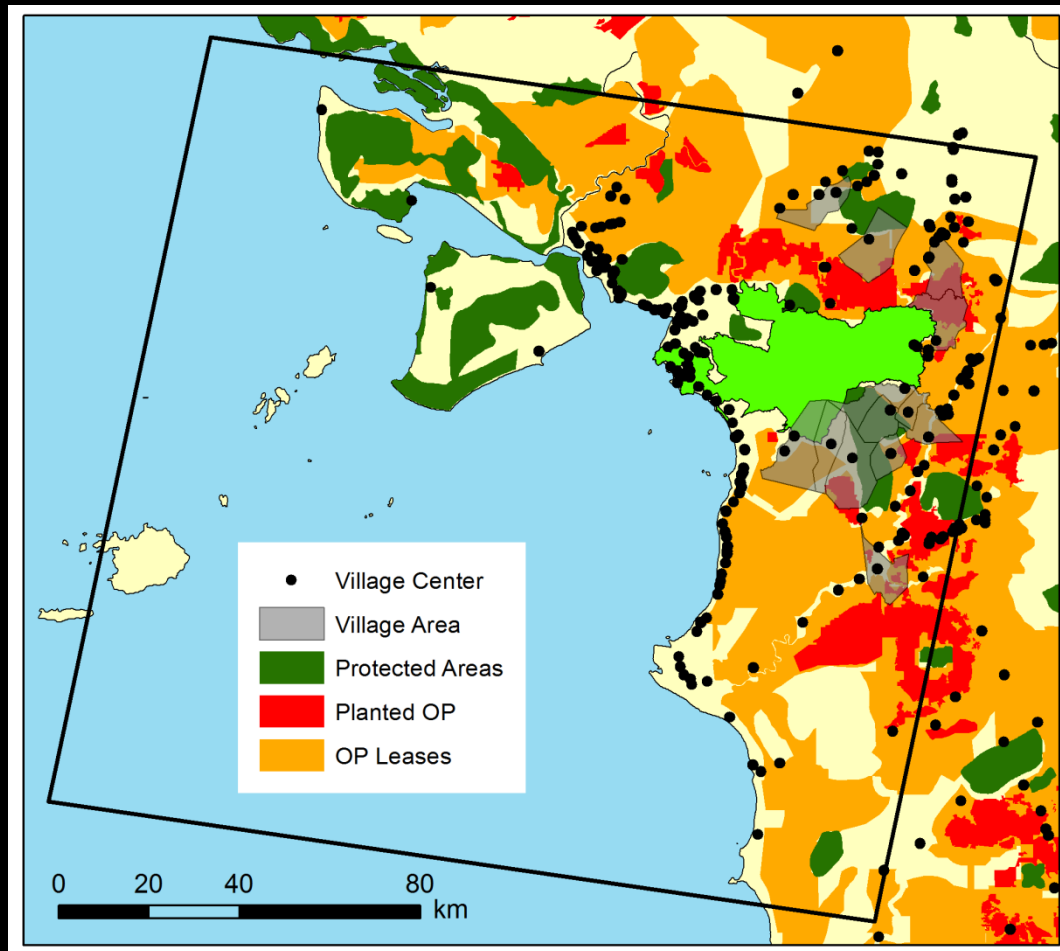 Village Center
Village Area
Protected Areas
Planted OP
OP Leases
0 20 40 80
km